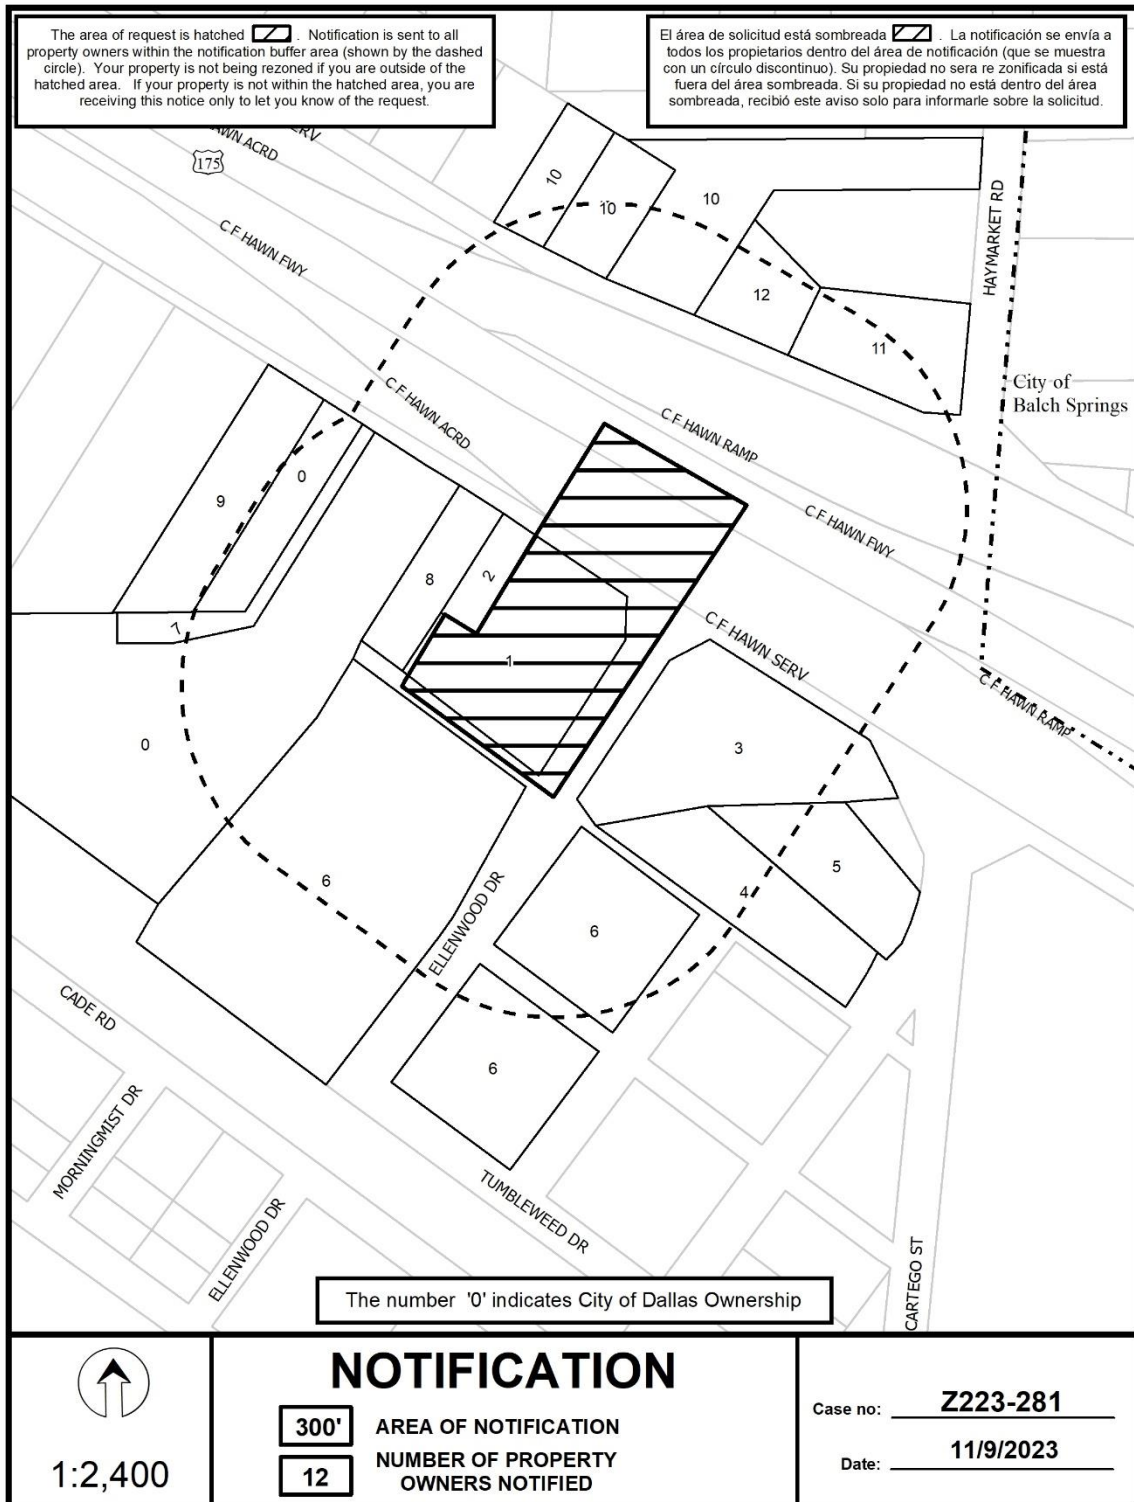 The area of request is hatched . Notification is sent to all
property owners within the notification buffer area (shown by the dashed
circle). Your property is not being rezoned if you are outside of the
hatched area. If your property is not within the hatched area, you are
receiving this notice only to let you know of the request.
El área de solicitud está sombreada . La notificación se envía a
todos los propietarios dentro del área de notificación (que se muestra
con un círculo discontinuo). Su propiedad no sera re zonificada si está
fuera del área sombreada. Si su propiedad no está dentro del área
sombreada, recibió este aviso solo para informarle sobre la solicitud.
ERV
HAWN ACRD
175
C F HAWN FWY
10
10
10
12
11
HAYMARKET RD
City of
Balch Springs
C F HAWN ACRD
C F HAWN RAMP
C F HAWN FWY
9
0
8
2
7
1
C F HAWN SERV
C F HAWN RAMP
3
0
5
4
6
6
6
ELLENWOOD DR
CADE RD
MORNINGMIST DR
ELLENWOOD DR
TUMBLEWEED DR
CARTEGO ST
The number '0' indicates City of Dallas Ownership
1:2,400
NOTIFICATION
300' AREA OF NOTIFICATION
12 NUMBER OF PROPERTY
OWNERS NOTIFIED
Case no: Z223-281
Date: 11/9/2023